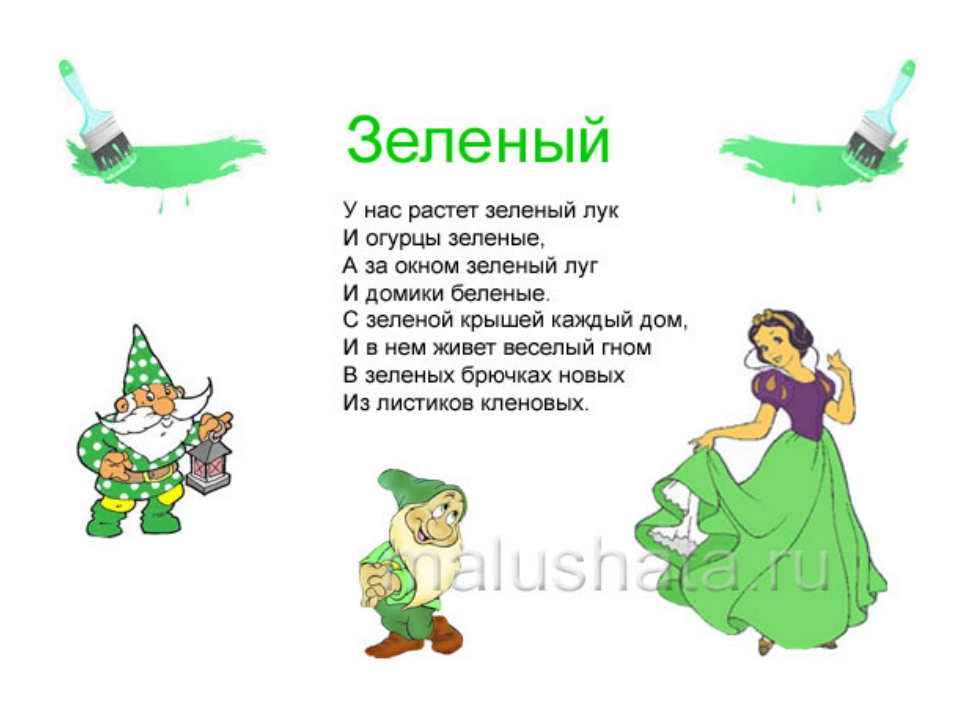 Зеленый
У нас растет зеленый лук
И огурцы зеленые,
А за окном зеленый луг
И домики беленые.
С зеленой крышей каждый дом,
И в нем живет веселый гном
В зеленых брючках новых
Из листиков кленовых.
malushata.ru